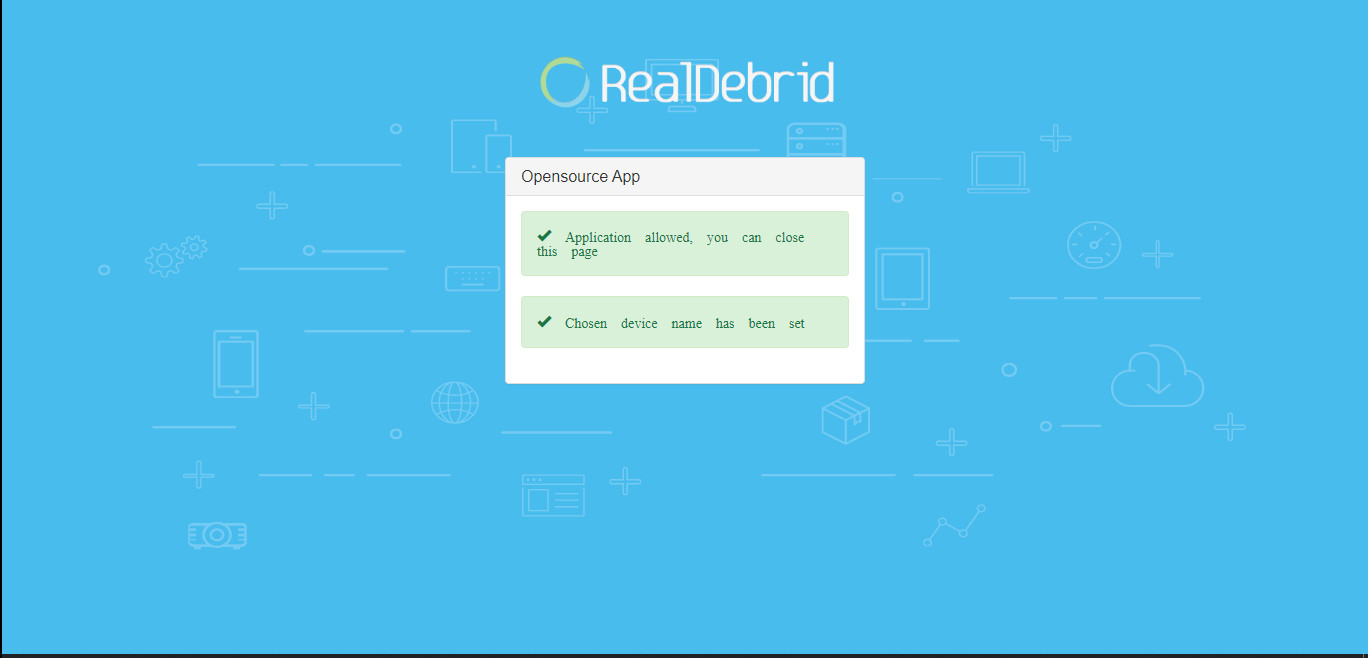 RealDebrid
Opensource App
Application allowed, you can close
this page
Chosen device name has been set